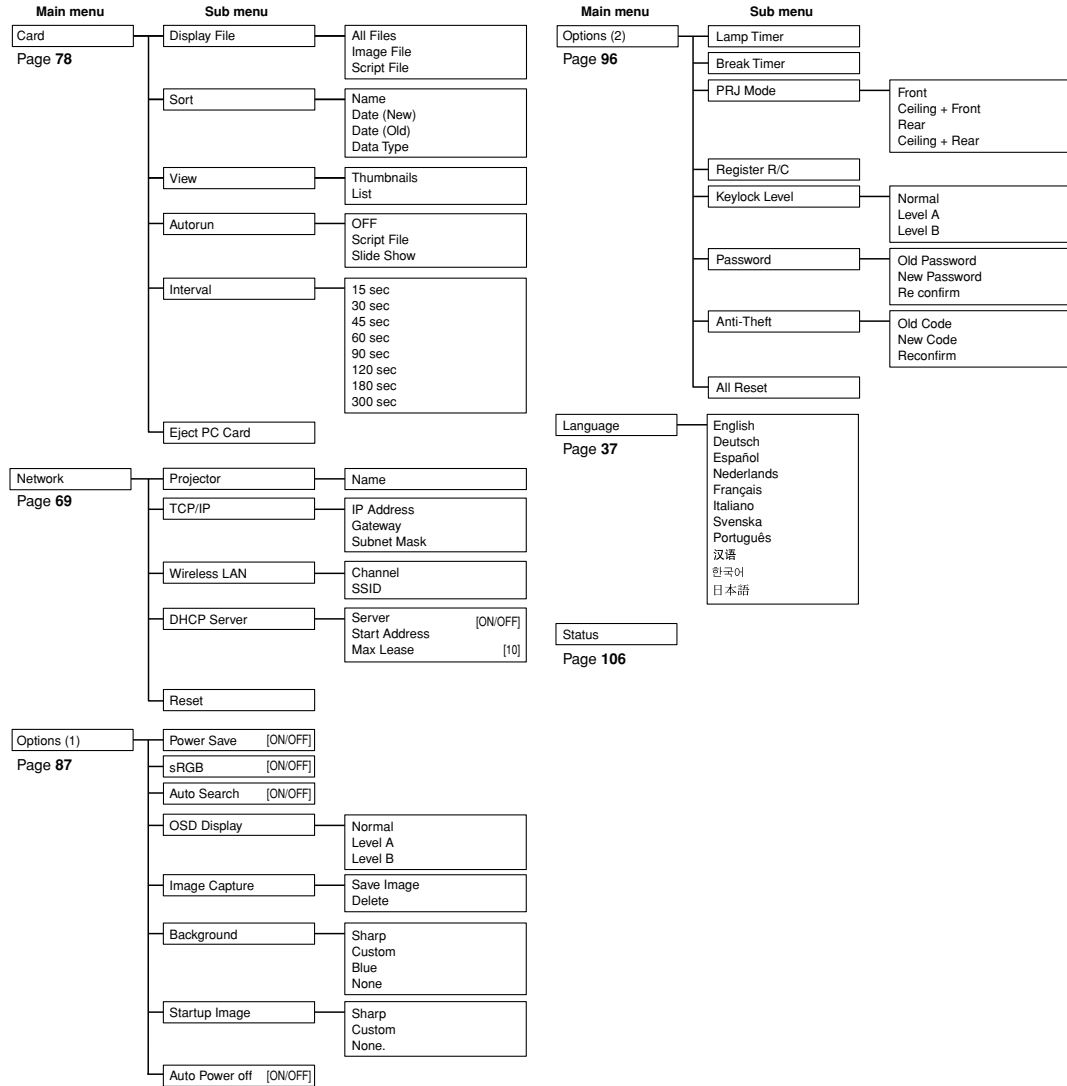 Main menu
Sub menu
Card
Page 78
Display File
All Files
Image File
Script File
Sort
Name
Date (New)
Date (Old)
Data Type
View
Thumbnails
List
Autorun
OFF
Script File
Slide Show
Interval
15 sec
30 sec
45 sec
60 sec
90 sec
120 sec
180 sec
300 sec
Eject PC Card
Network
Page 69
Projector
Name
TCP/IP
IP Address
Gateway
Subnet Mask
Wireless LAN
Channel
SSID
DHCP Server
Server [ON/OFF]
Start Address
Max Lease [10]
Reset
Options (1)
Page 87
Power Save [ON/OFF]
sRGB [ON/OFF]
Auto Search [ON/OFF]
OSD Display
Normal
Level A
Level B
Image Capture
Save Image
Delete
Background
Sharp
Custom
Blue
None
Startup Image
Sharp
Custom
None.
Auto Power off [ON/OFF]
Main menu
Sub menu
Options (2)
Page 96
Lamp Timer
Break Timer
PRJ Mode
Front
Ceiling + Front
Rear
Ceiling + Rear
Register R/C
Keylock Level
Normal
Level A
Level B
Password
Old Password
New Password
Re confirm
Anti-Theft
Old Code
New Code
Reconfirm
All Reset
Language
Page 37
English
Deutsch
Español
Nederlands
Français
Italiano
Svenska
Português
汉语
한국어
日本語
Status
Page 106